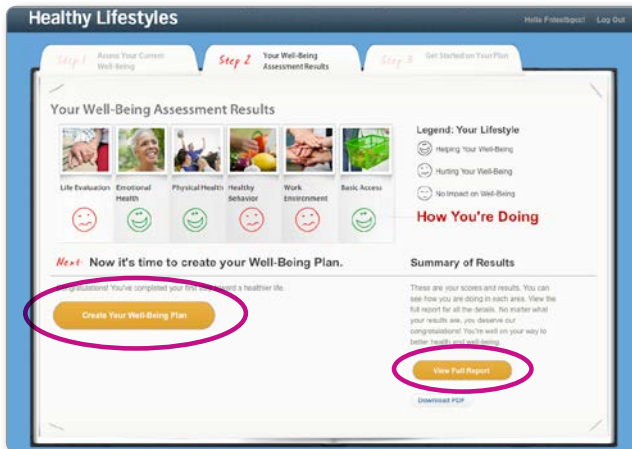 Healthy Lifestyles
Log Out
Step 1
Assess Your Current
Well-Being
Step 2
Your Well-Being
Assessment Results
Step 3
Get Started on Your Plan
Your Well-Being Assessment Results
Life Evaluation
Emotional
Health
Physical Health
Healthy
Behavior
Work
Environment
Basic Access
Legend: Your Lifestyle
Helping Your Well-Being
Hurting Your Well-Being
No Impact on Well-Being
How You're Doing
Next: Now it's time to create your Well-Being Plan.
You've completed your first toward a healthier life.
Create Your Well-Being Plan
Summary of Results
These are your scores and results. You can
see how you are doing in each area. View the
full report for all the details. No matter what
your results are, you deserve our
congratulations! You're well on your way to
better health and well-being.
View Full Report
Download PDF